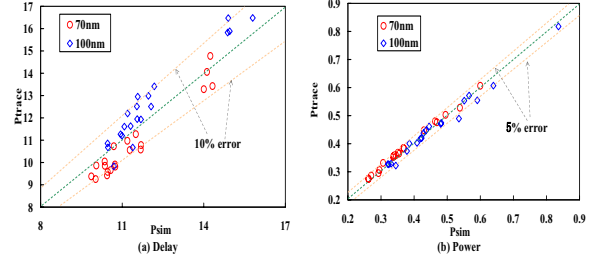 17
16
15
14
13
12
11
10
9
8
Ptrace
70nm
100nm
10% error
8
11
14
17
Psim
(a) Delay
0.9
0.8
0.7
0.6
0.5
0.4
0.3
0.2
Ptrace
70nm
100nm
5% error
0.2
0.3
0.4
0.5
0.6
0.7
0.8
0.9
Psim
(b) Power